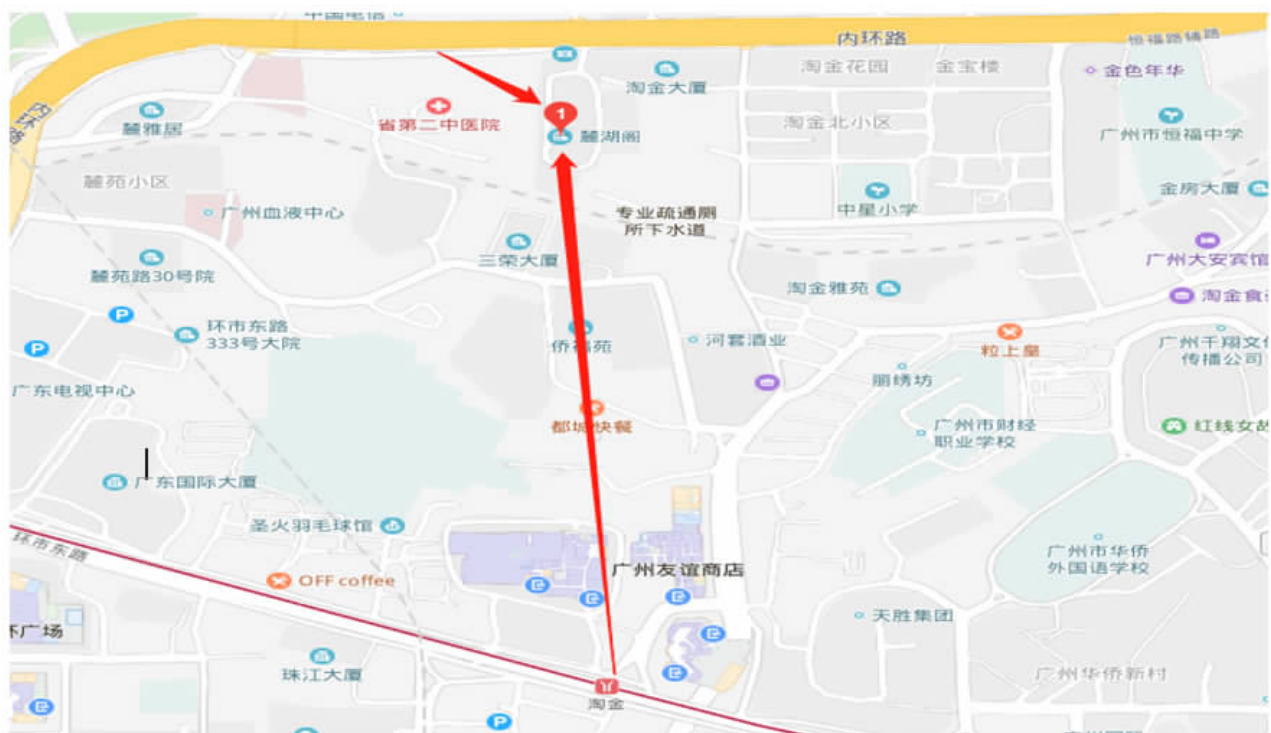 中国电信
内环路
恒福路辅路
淘金花园
金宝楼
金色年华
淘金大厦
内环路
麓雅居
省第二中医院
1
麓湖阁
淘金北小区
广州市恒福中学
麓苑小区
广州血液中心
专业疏通厕
所下水道
中星小学
金房大厦
三荣大厦
广州大安宾馆
麓苑路30号院
淘金雅苑
淘金食
P
环市东路
333号大院
P
侨福苑
河套酒业
粒上皇
广州千翔文化
传播公司
广东电视中心
丽绣坊
都城快餐
广州市财经
职业学校
红线女故
广东国际大厦
圣火羽毛球馆
环市东路
广州市华侨
外国语学校
OFF coffee
广州友谊商店
天胜集团
环广场
珠江大厦
广州华侨新村
淘金
P